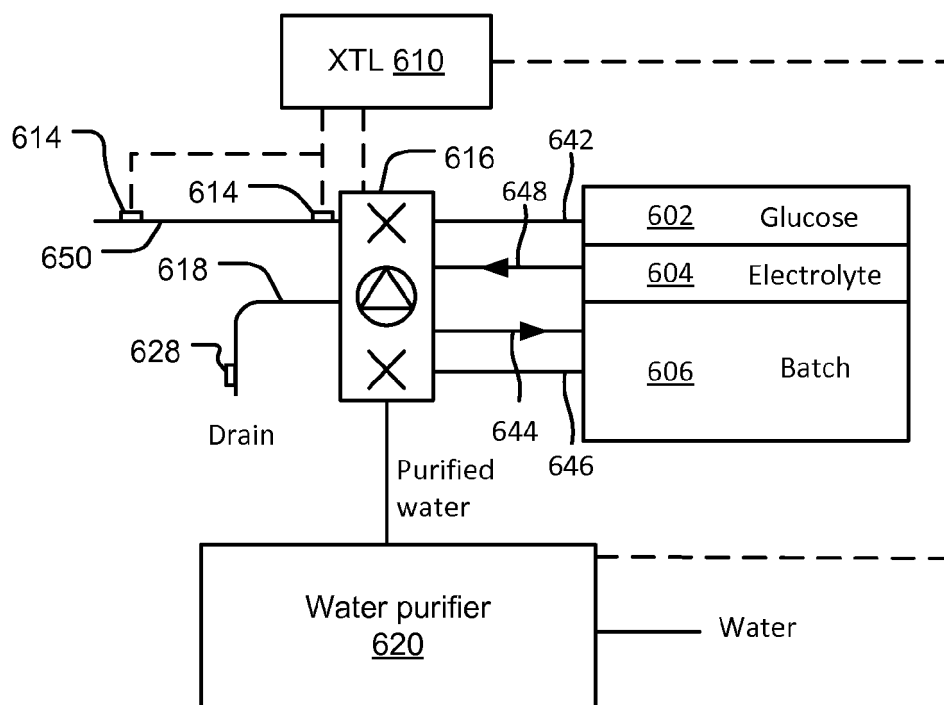 XTL 610
614
616
642
614
648
602 Glucose
650
618
604 Electrolyte
628
606 Batch
Drain
644
646
Purified
water
Water purifier
620
Water